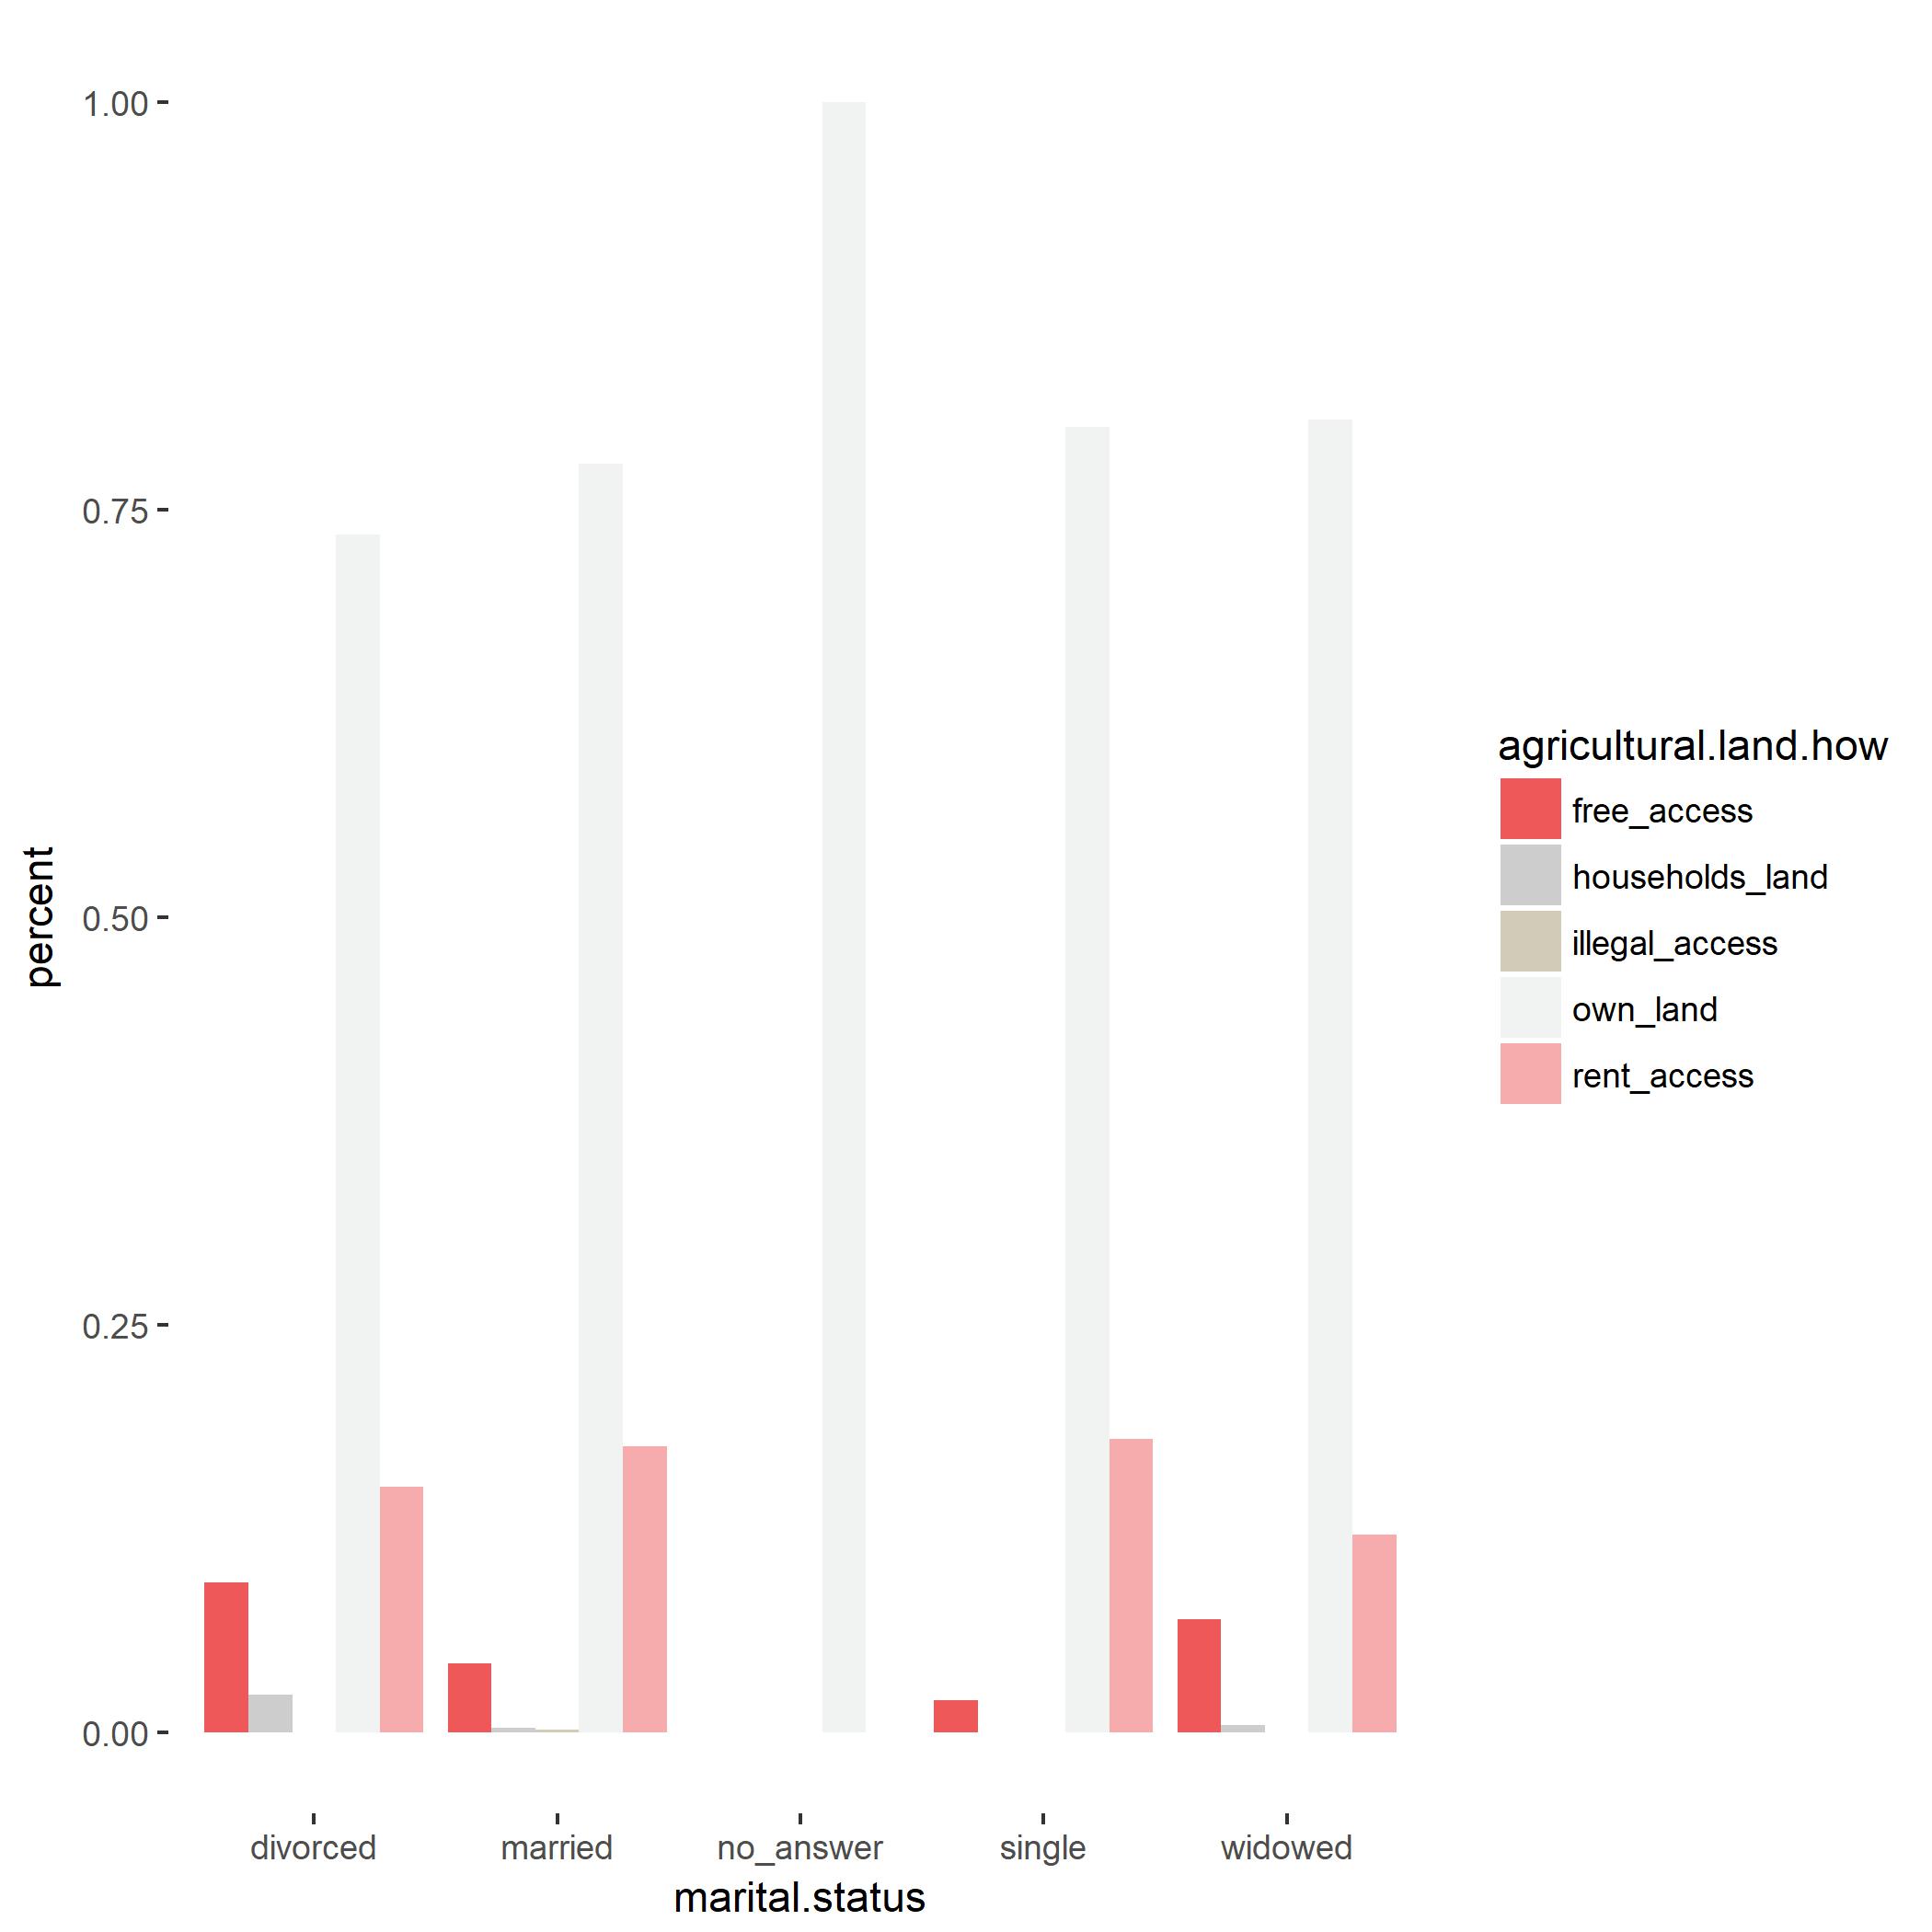 percent
1.00
0.75
0.50
0.25
0.00
divorced married no_answer single widowed
marital.status
agricultural.land.how
free_access
households_land
illegal_access
own_land
rent_access